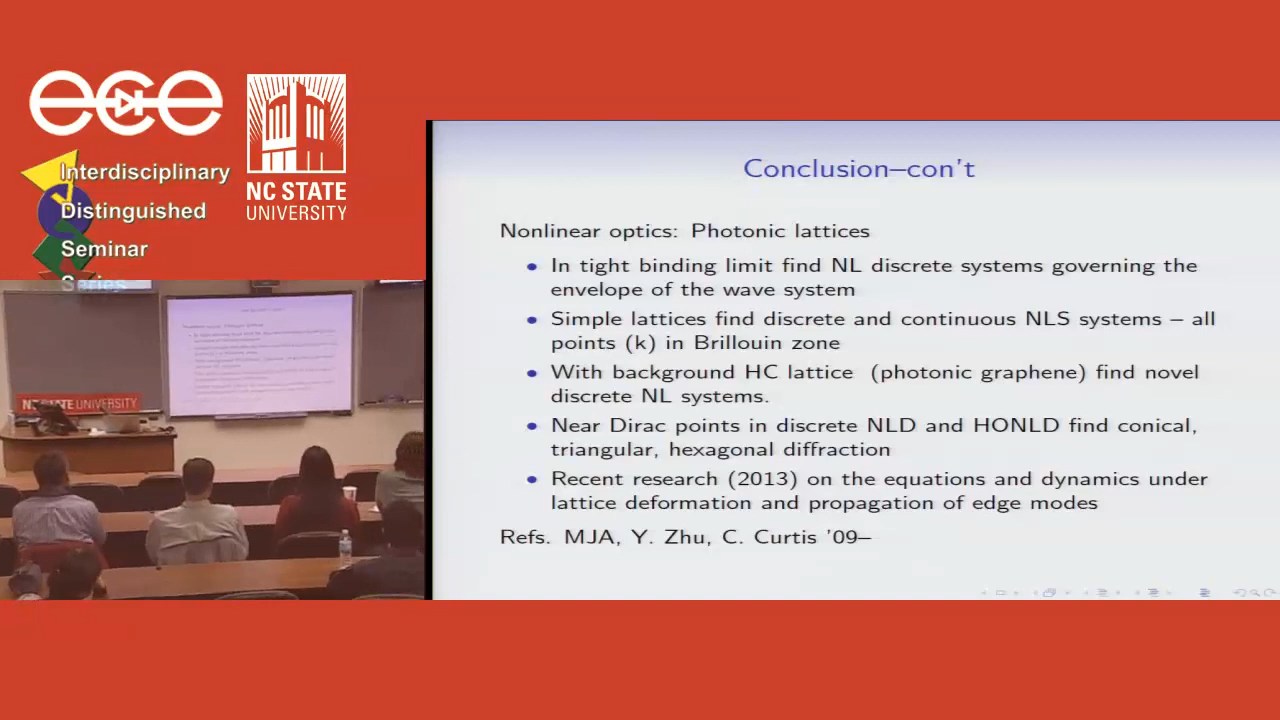 ece
Interdisciplinary
Distinguished
Seminar
Series
NC STATE
UNIVERSITY
NC STATE UNIVERSITY
Conclusion–con't
Nonlinear optics: Photonic lattices
• In tight binding limit find NL discrete systems governing the
envelope of the wave system
• Simple lattices find discrete and continuous NLS systems – all
points (k) in Brillouin zone
• With background HC lattice (photonic graphene) find novel
discrete NL systems.
• Near Dirac points in discrete NLD and HONLD find conical,
triangular, hexagonal diffraction
• Recent research (2013) on the equations and dynamics under
lattice deformation and propagation of edge modes
Refs. MJA, Y. Zhu, C. Curtis '09–